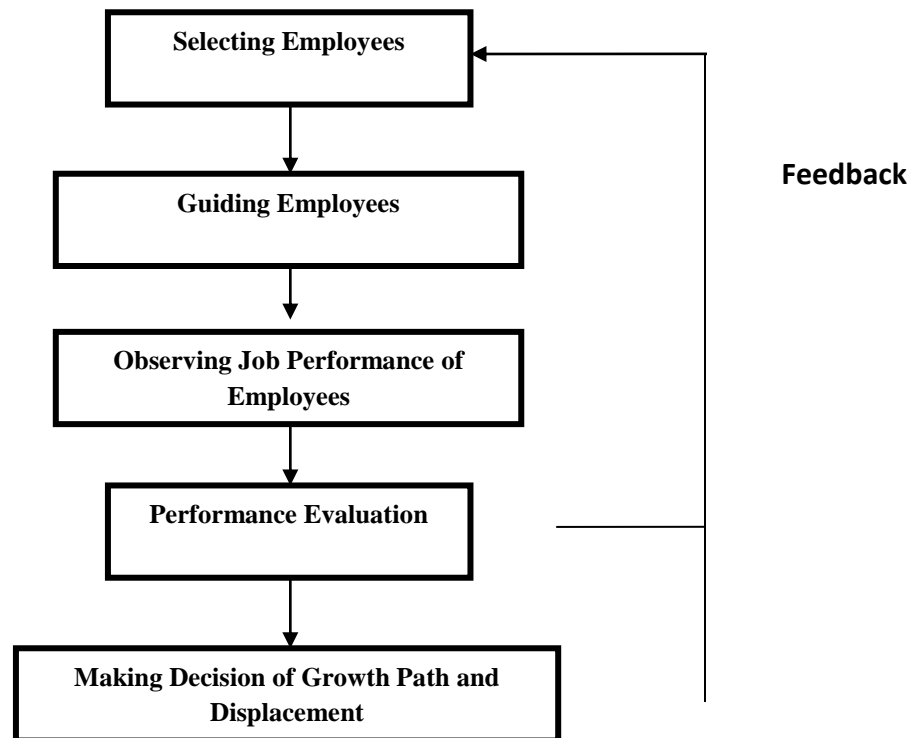 Selecting Employees
Feedback
Guiding Employees
Observing Job Performance of
Employees
Performance Evaluation
Making Decision of Growth Path and
Displacement